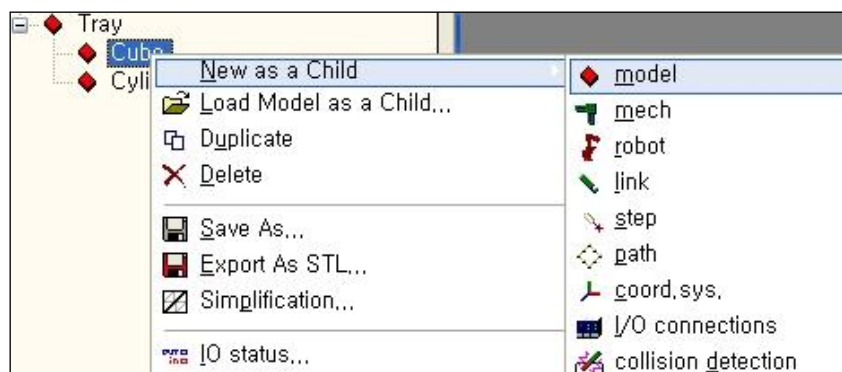 Tray
Cube
Cyli
New as a Child
Load Model as a Child...
Duplicate
Delete
Save As...
Export As STL...
Simplification...
IO status...
model
mech
robot
link
step
path
coord.sys.
I/O connections
collision detection